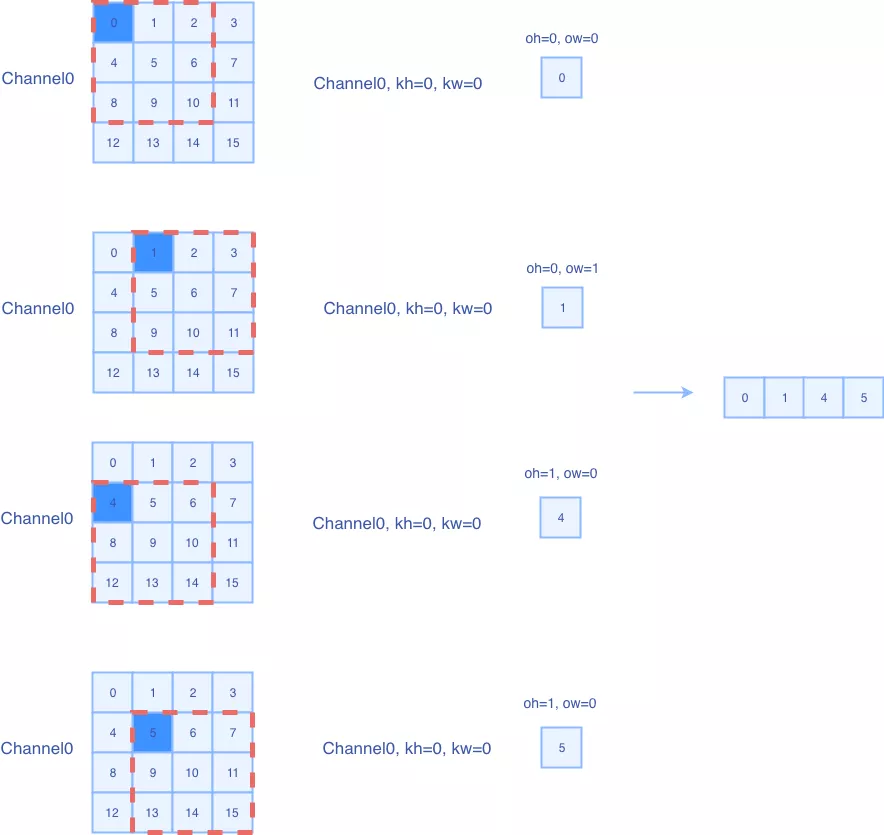 0 1 2 3
4 5 6 7
8 9 10 11
12 13 14 15
Channel0
Channel0, kh=0, kw=0
oh=0, ow=0
0
0 1 2 3
4 5 6 7
8 9 10 11
12 13 14 15
Channel0
Channel0, kh=0, kw=0
oh=0, ow=1
1
0 1 4 5
0 1 2 3
4 5 6 7
8 9 10 11
12 13 14 15
Channel0
Channel0, kh=0, kw=0
oh=1, ow=0
4
0 1 2 3
4 5 6 7
8 9 10 11
12 13 14 15
Channel0
Channel0, kh=0, kw=0
oh=1, ow=0
5